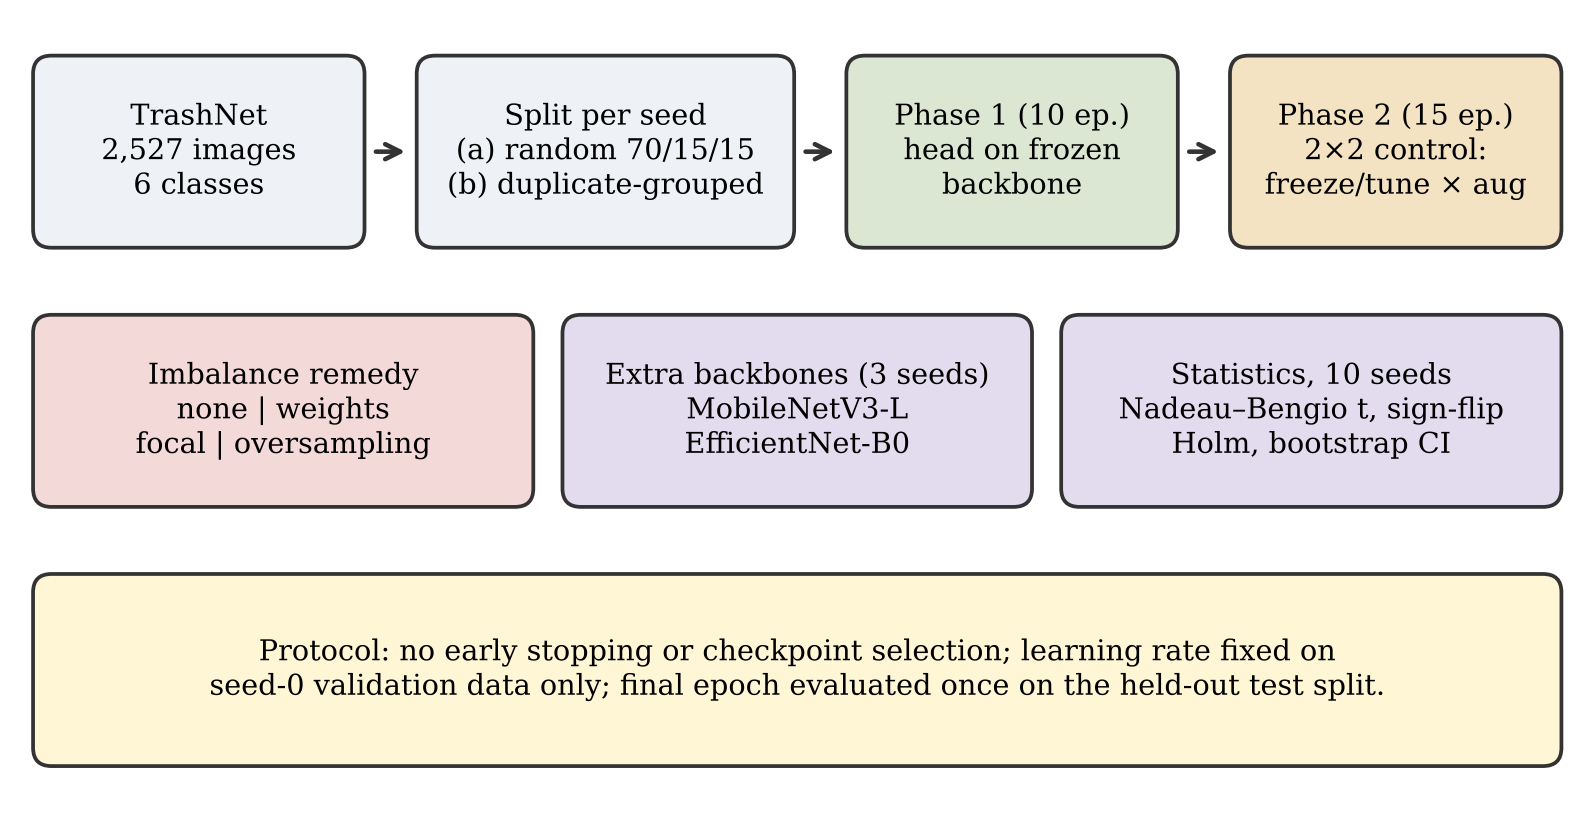 TrashNet
2,527 images
6 classes
Split per seed
(a) random 70/15/15
(b) duplicate-grouped
Phase 1 (10 ep.)
head on frozen
backbone
Phase 2 (15 ep.)
2×2 control:
freeze/tune × aug
Imbalance remedy
none | weights
focal | oversampling
Extra backbones (3 seeds)
MobileNetV3-L
EfficientNet-B0
Statistics, 10 seeds
Nadeau–Bengio t, sign-flip
Holm, bootstrap CI
Protocol: no early stopping or checkpoint selection; learning rate fixed on
seed-0 validation data only; final epoch evaluated once on the held-out test split.